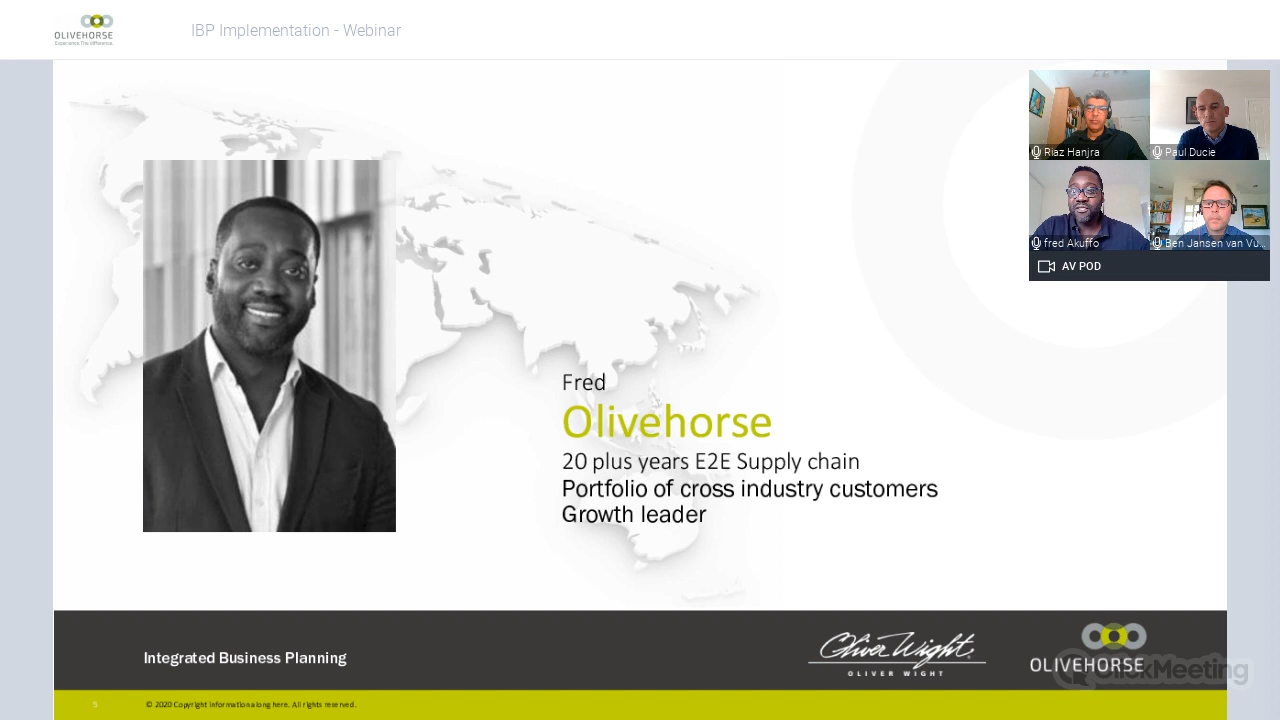 OLIVEHORSE
Experience. The difference.
IBP Implementation - Webinar
Riaz Hanjra
Paul Ducie
fred Akuffo
Ben Jansen van Vu...
AV POD
Fred
Olivehorse
20 plus years E2E Supply chain
Portfolio of cross industry customers
Growth leader
Integrated Business Planning
Oliver Wight
OLIVER WIGHT
OLIVEHORSE
ClickMeeting
5
© 2020 Copyright information aiong here. All rights reserved.